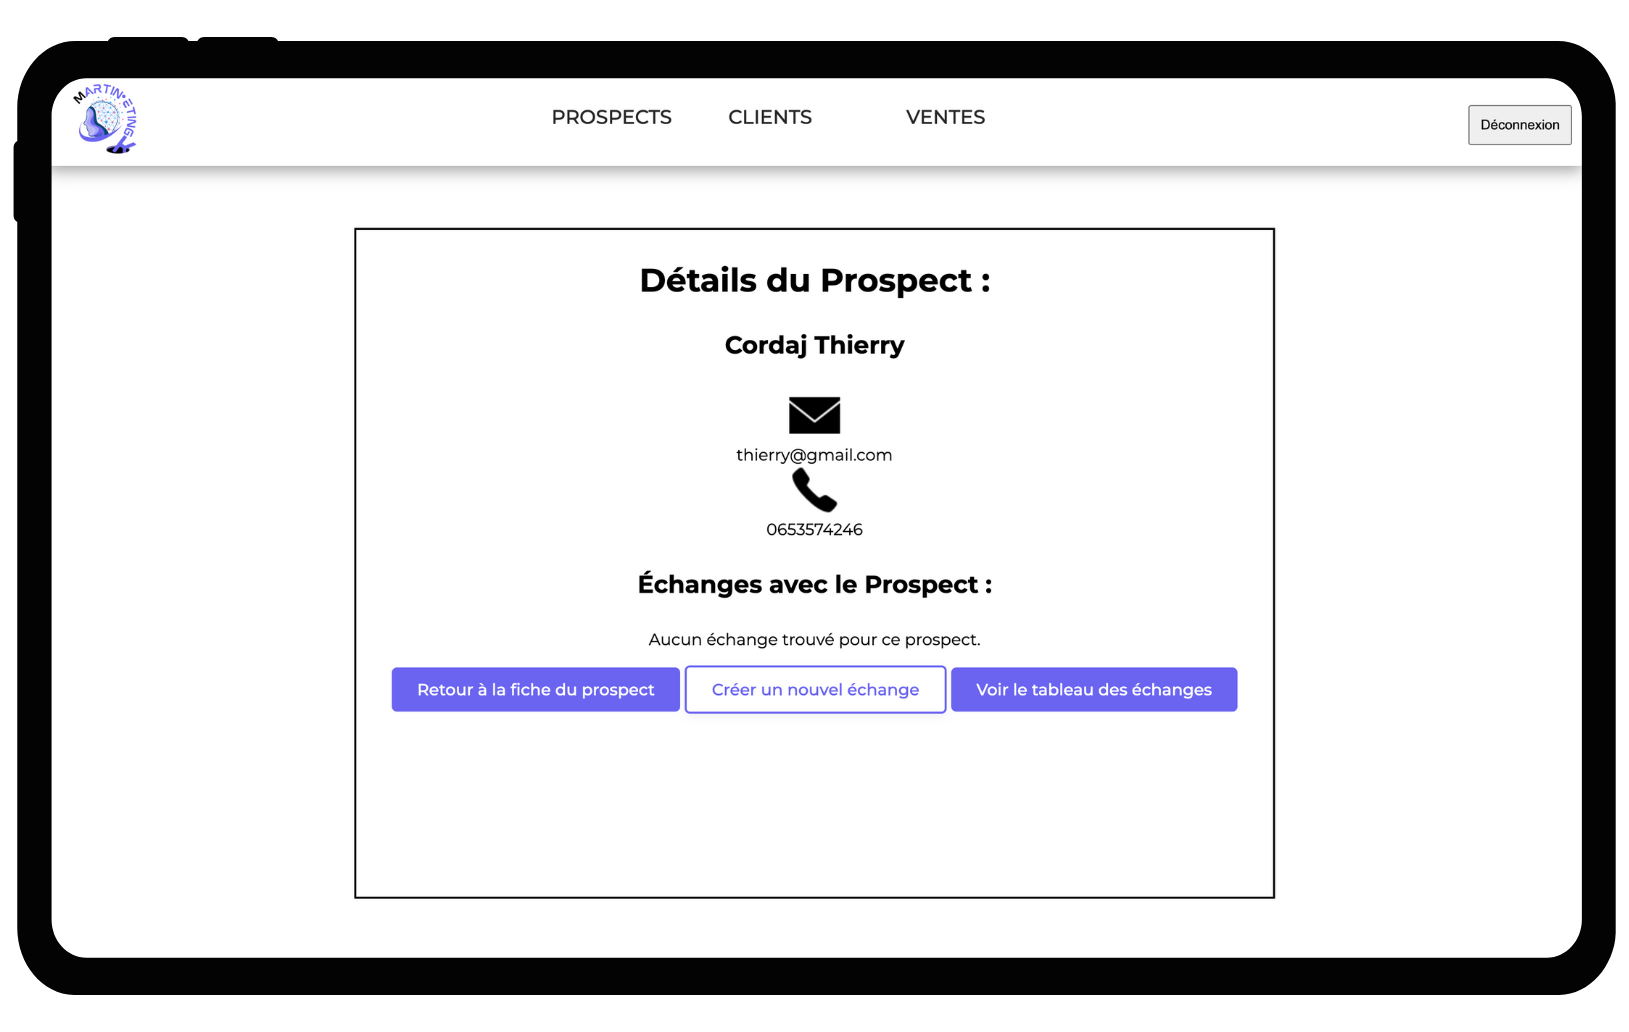 MARTIN*ETING
PROSPECTS CLIENTS VENTES
Déconnexion
Détails du Prospect :
Cordaj Thierry
thierry@gmail.com
0653574246
Échanges avec le Prospect :
Aucun échange trouvé pour ce prospect.
Retour à la fiche du prospect Créer un nouvel échange Voir le tableau des échanges